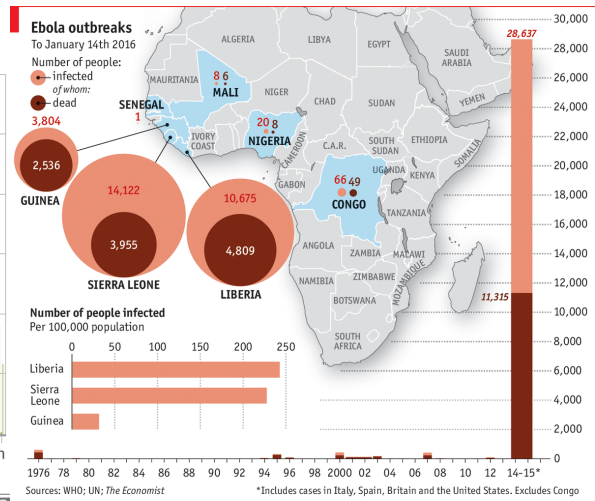 Ebola outbreaks
To January 14th 2016
Number of people:
infected
of whom:
dead
3,804
2,536
GUINEA
14,122
3,955
SIERRA LEONE
10,675
4,809
LIBERIA
SENEGAL
1
8 6
MALI
20 8
NIGERIA
66 49
CONGO
ALGERIA
LIBYA
EGYPT
SAUDI
ARABIA
MAURITANIA
NIGER
CHAD
SUDAN
YEMEN
IVORY
COAST
CAMEROON
C.A.R.
SOUTH
SUDAN
ETHIOPIA
SOMALIA
UGANDA
KENYA
GABON
TANZANIA
ANGOLA
ZAMBIA
MALAWI
MOZAMBIQUE
NAMIBIA
ZIMBABWE
BOTSWANA
SOUTH
AFRICA
28,637
11,315
30,000
28,000
26,000
24,000
22,000
20,000
18,000
16,000
14,000
12,000
10,000
8,000
6,000
4,000
2,000
0
Number of people infected
Per 100,000 population
0 50 100 150 200 250
Liberia
Sierra
Leone
Guinea
1976 78 80 82 84 86 88 90 92 94 96 98 2000 02 04 06 08 10 12 14-15*
Sources: WHO; UN; The Economist
*Includes cases in Italy, Spain, Britain and the United States. Excludes Congo